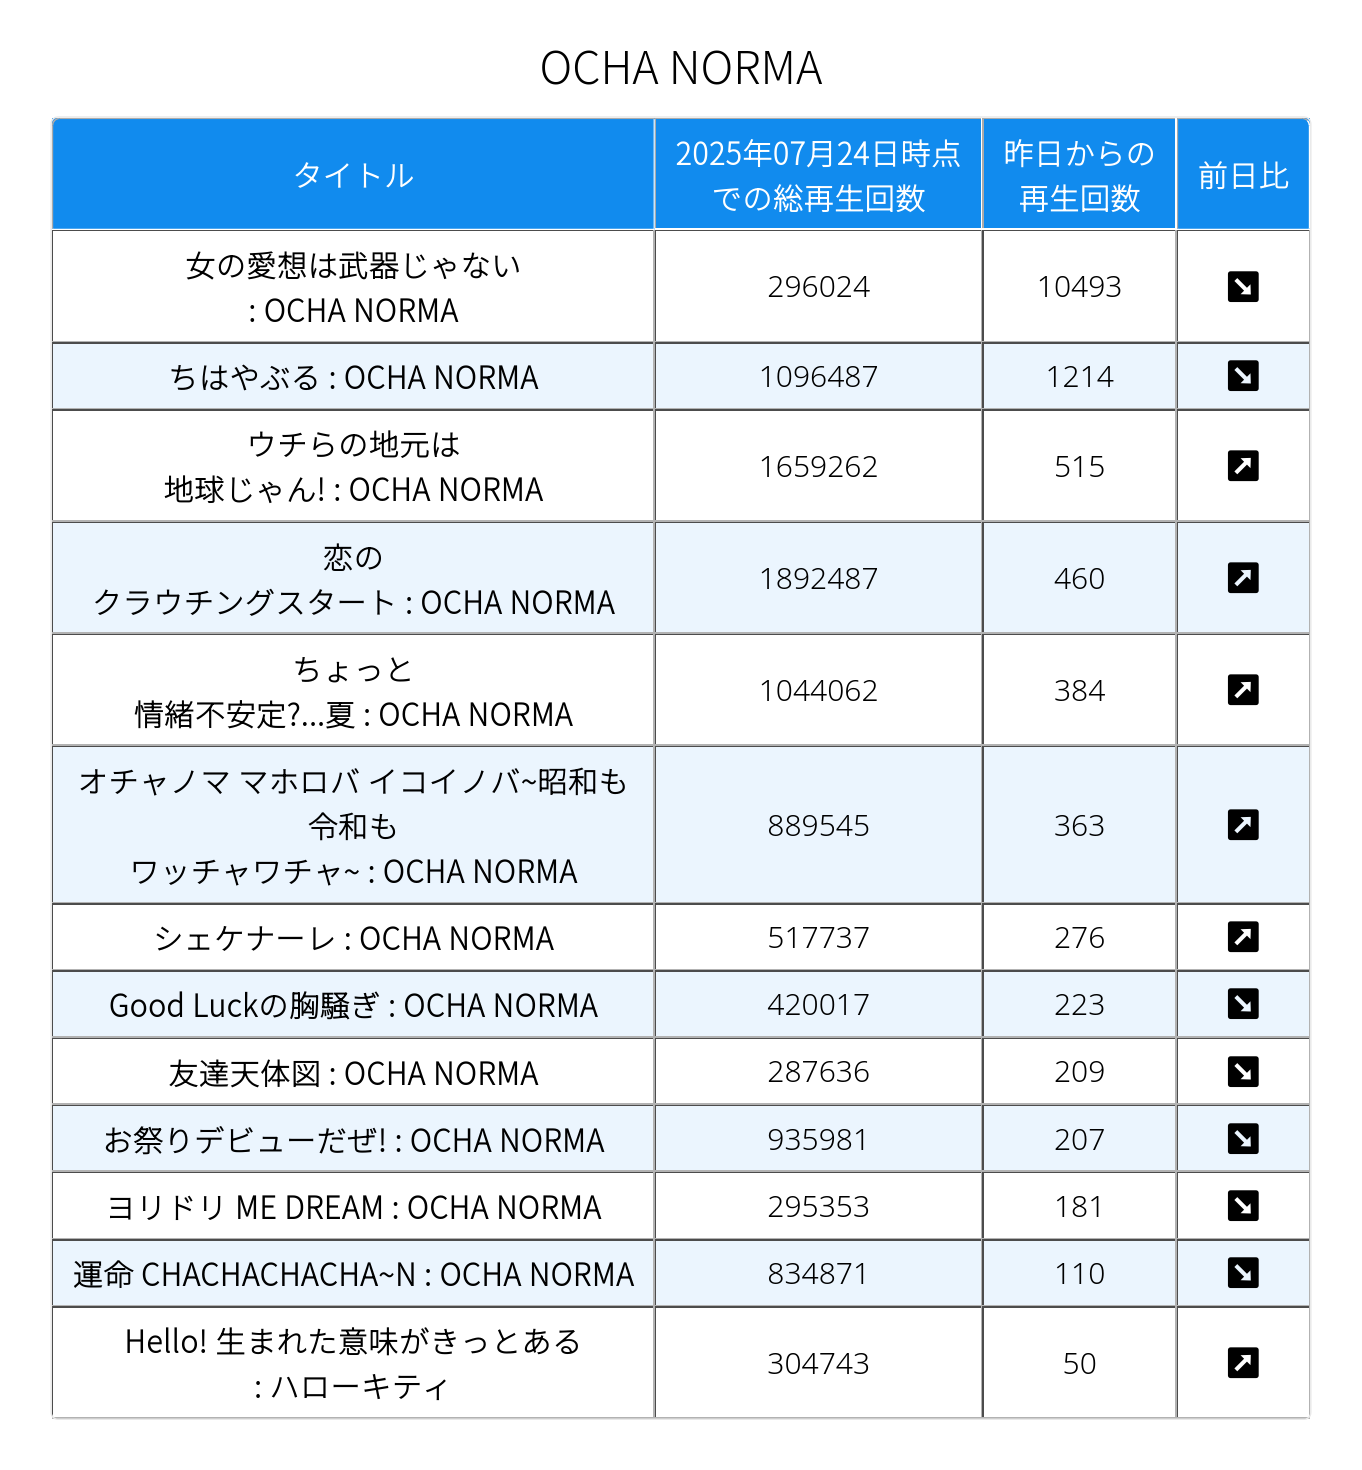 OCHA NORMA
タイトル
2025年07月24日時点
での総再生回数
昨日からの
再生回数
前日比
女の愛想は武器じゃない
: OCHA NORMA
296024
10493
ちはやぶる : OCHA NORMA
1096487
1214
ウチらの地元は
地球じゃん! : OCHA NORMA
1659262
515
恋の
クラウチングスタート : OCHA NORMA
1892487
460
ちょっと
情緒不安定?...夏 : OCHA NORMA
1044062
384
オチャノマ マホロバ イコイノバ~昭和も
令和も
ワッチャワチャ~ : OCHA NORMA
889545
363
シェケナーレ : OCHA NORMA
517737
276
Good Luckの胸騒ぎ : OCHA NORMA
420017
223
友達天体図 : OCHA NORMA
287636
209
お祭りデビューだぜ! : OCHA NORMA
935981
207
ヨリドリ ME DREAM : OCHA NORMA
295353
181
運命 CHACHACHACHA~N : OCHA NORMA
834871
110
Hello! 生まれた意味がきっとある
: ハローキティ
304743
50